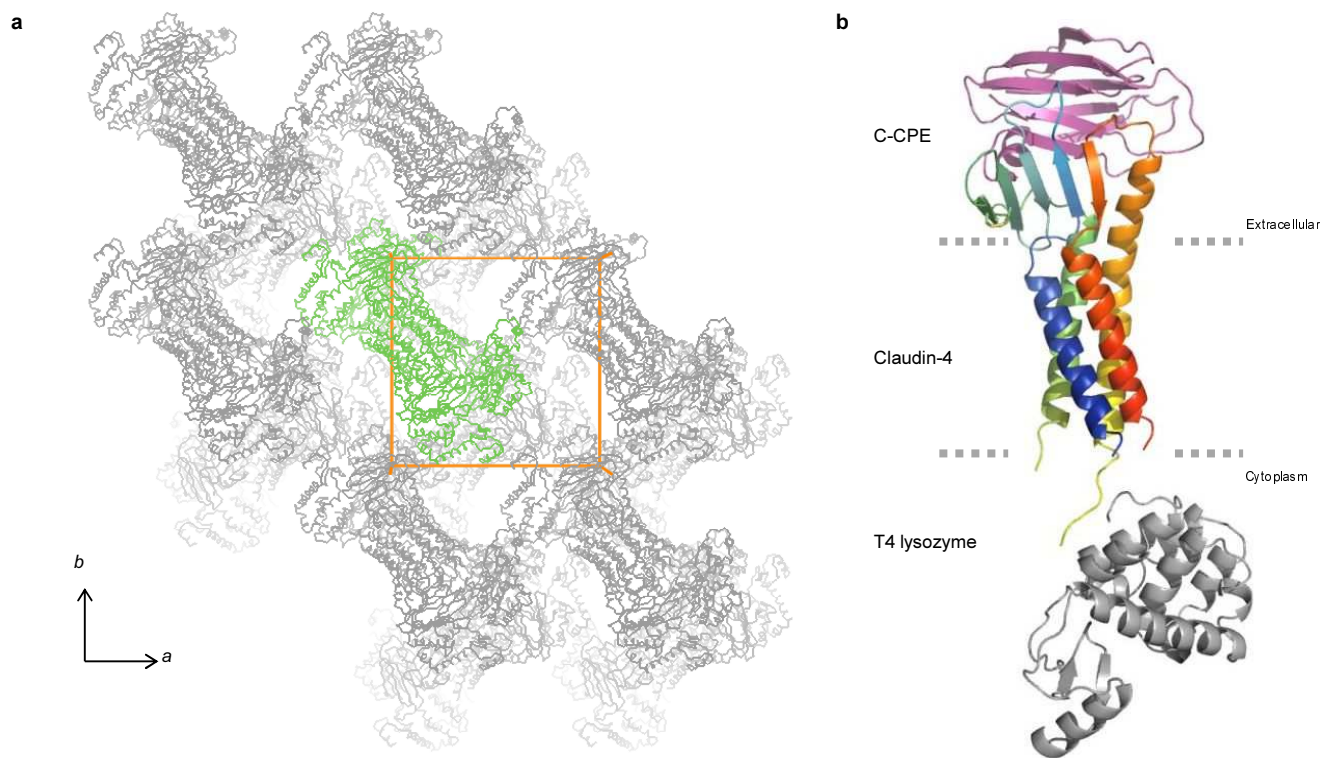 a
b
C-CPE
Extracellular
Claudin-4
Cytoplasm
T4 lysozyme
b
a